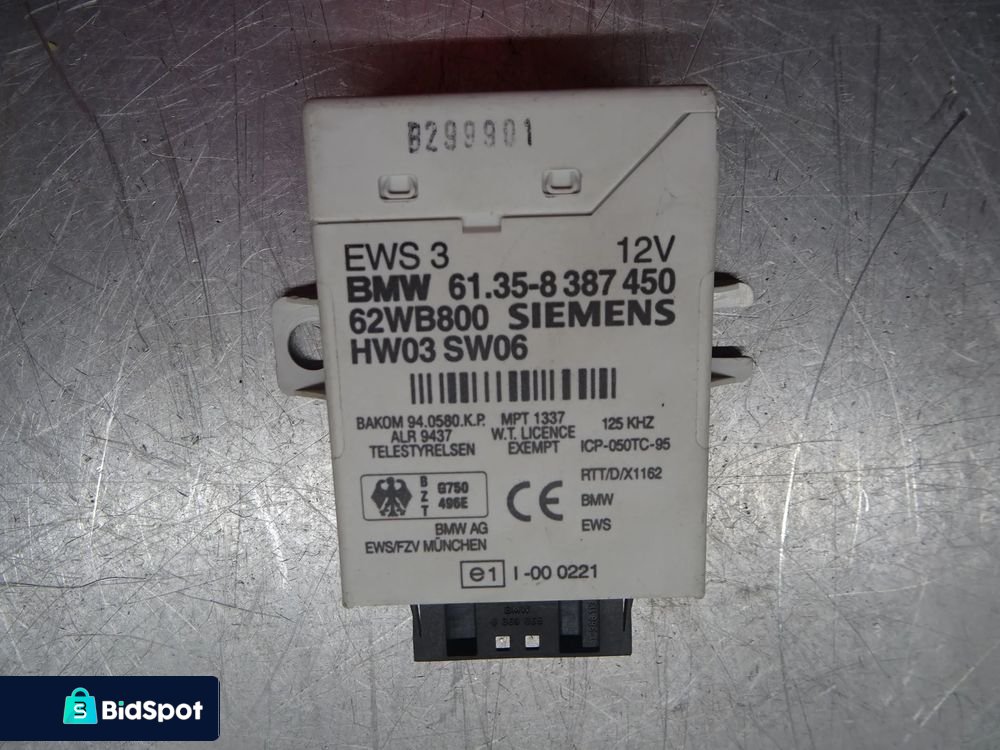 B299901
EWS 3 12V
BMW 61.35-8 387 450
62WB800 SIEMENS
HW03 SW06
BAKOM 94.0580.K.P. MPT 1337 125 KHZ
ALR 9437 W.T. LICENCE ICP-050TC-95
TELESTYRELSEN EXEMPT
RTT/D/X1162
B Z T G750 496E CE BMW
BMW AG EWS
EWS/FZV MÜNCHEN
e1 I-00 0221
BMW
BidSpot